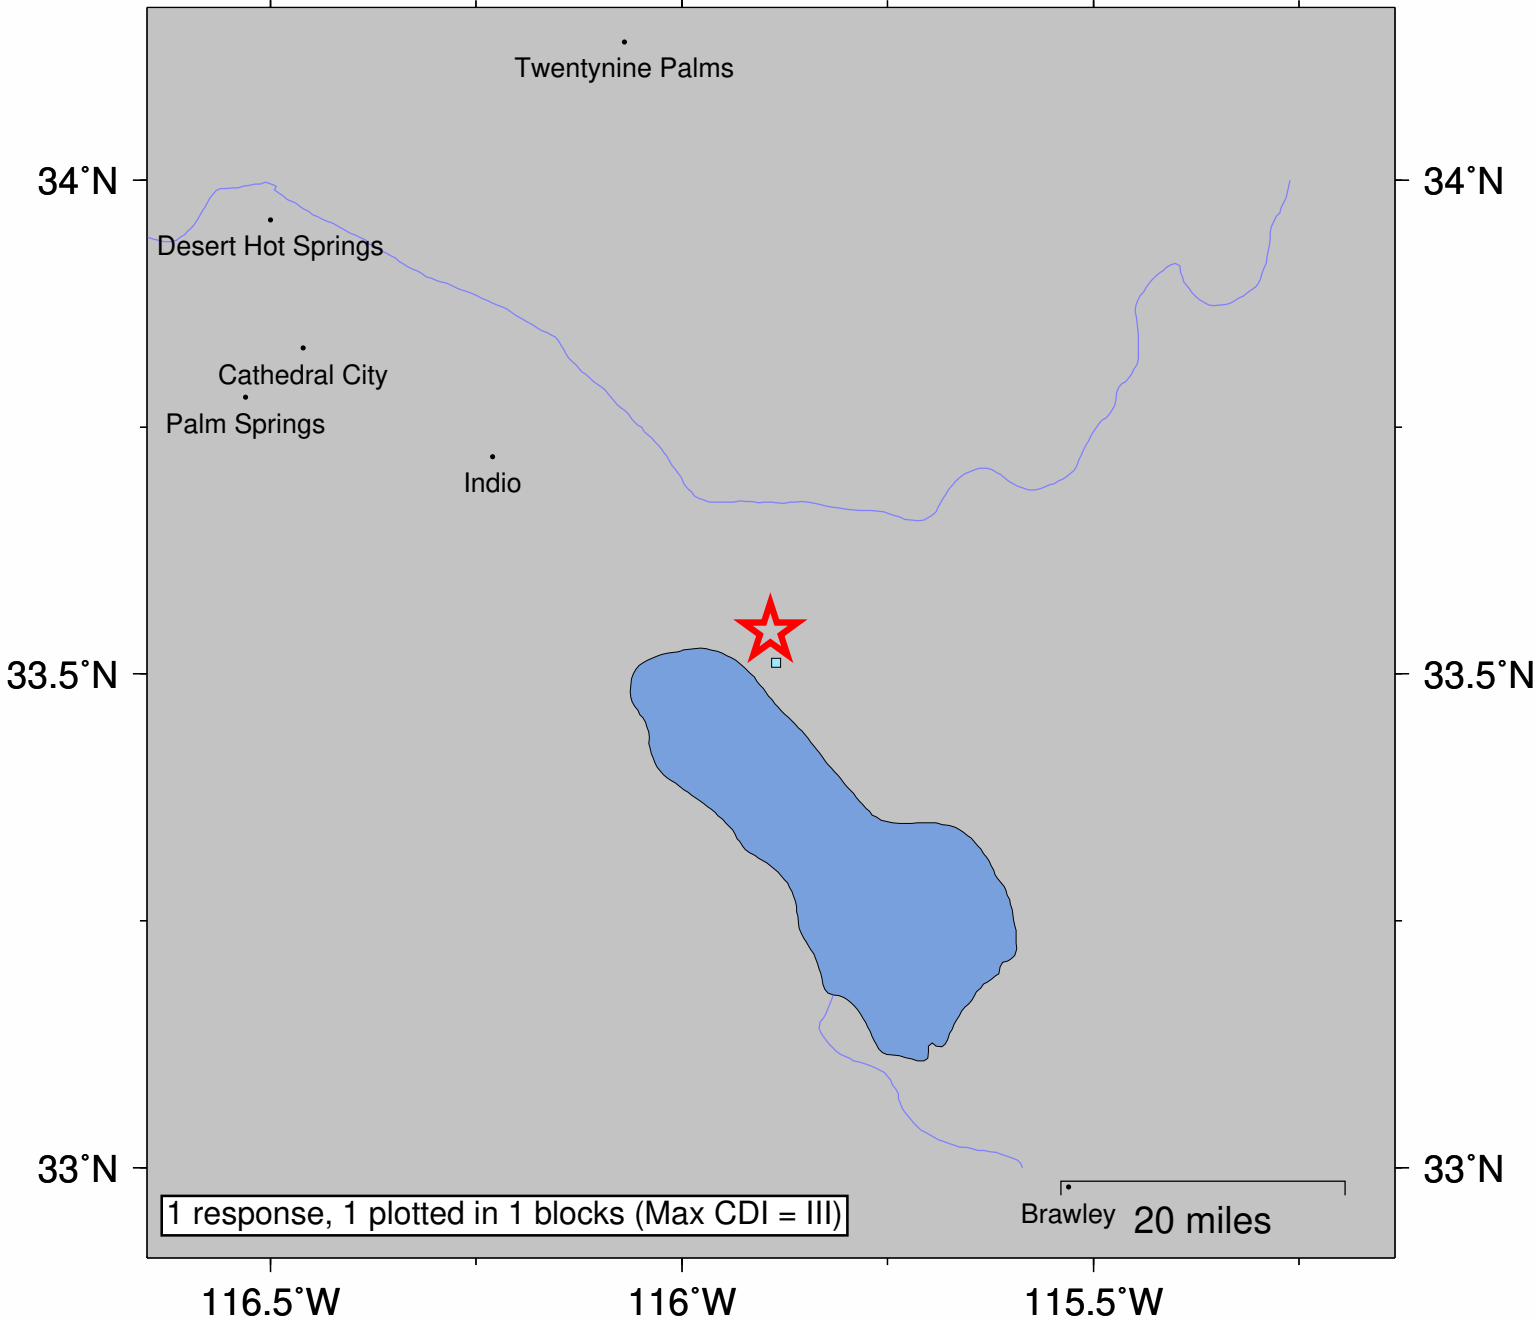 Twentynine Palms
34˚N
34˚N
Desert Hot Springs
Cathedral City
Palm Springs
Indio
33.5˚N
33.5˚N
33˚N
33˚N
1 response, 1 plotted in 1 blocks (Max CDI = III)
Brawley
20 miles
116.5˚W
116˚W
115.5˚W